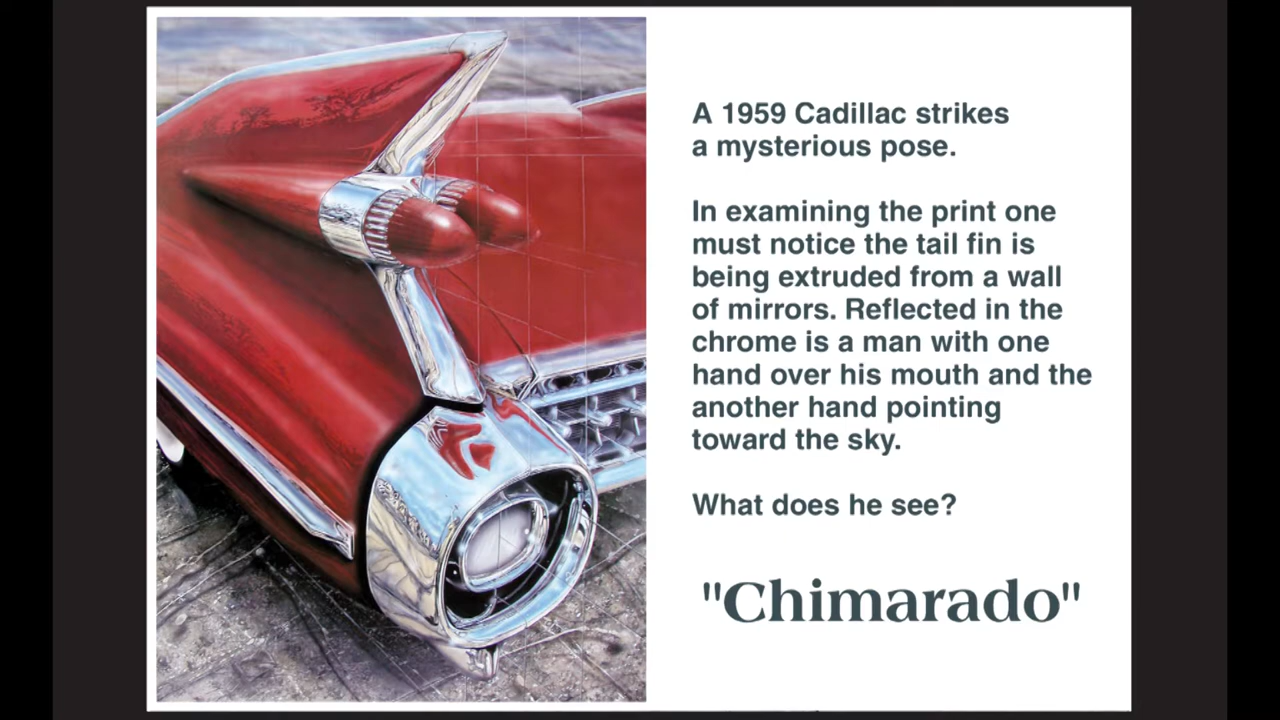 A 1959 Cadillac strikes
a mysterious pose.
In examining the print one
must notice the tail fin is
being extruded from a wall
of mirrors. Reflected in the
chrome is a man with one
hand over his mouth and the
another hand pointing
toward the sky.
What does he see?
"Chimarado"